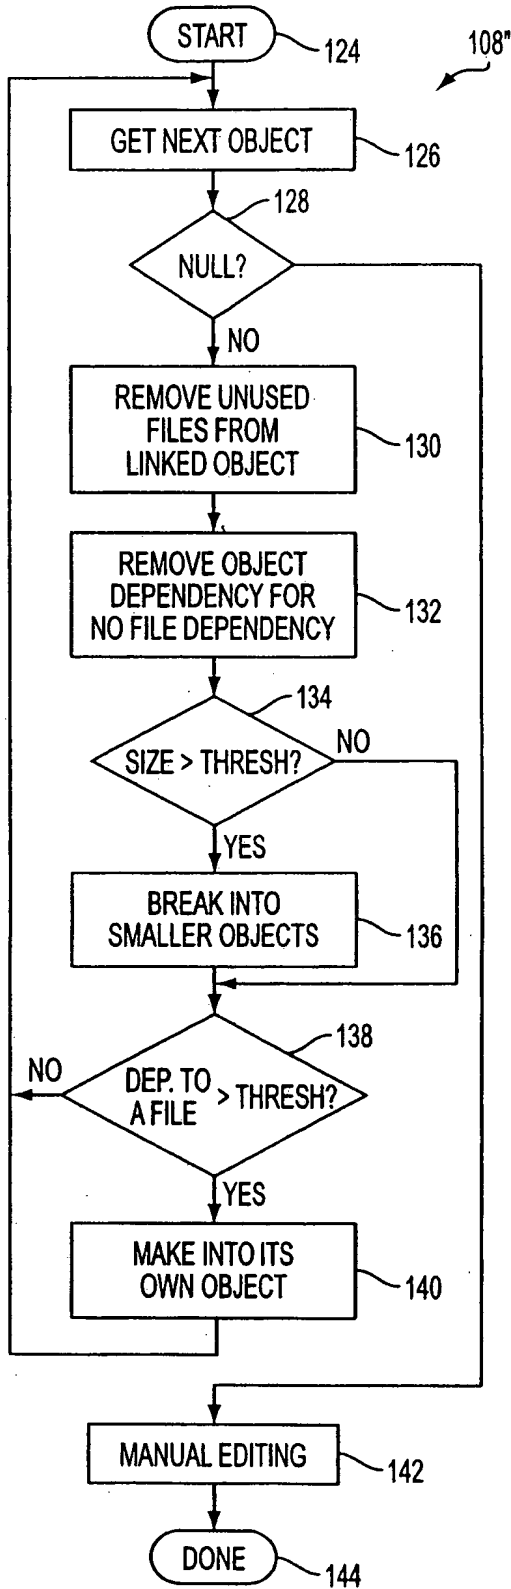 START
124
108"
GET NEXT OBJECT
126
128
NULL?
NO
REMOVE UNUSED
FILES FROM
LINKED OBJECT
130
REMOVE OBJECT
DEPENDENCY FOR
NO FILE DEPENDENCY
132
134
SIZE > THRESH?
NO
YES
BREAK INTO
SMALLER OBJECTS
136
138
NO
DEP. TO
A FILE > THRESH?
YES
MAKE INTO ITS
OWN OBJECT
140
MANUAL EDITING
142
DONE
144